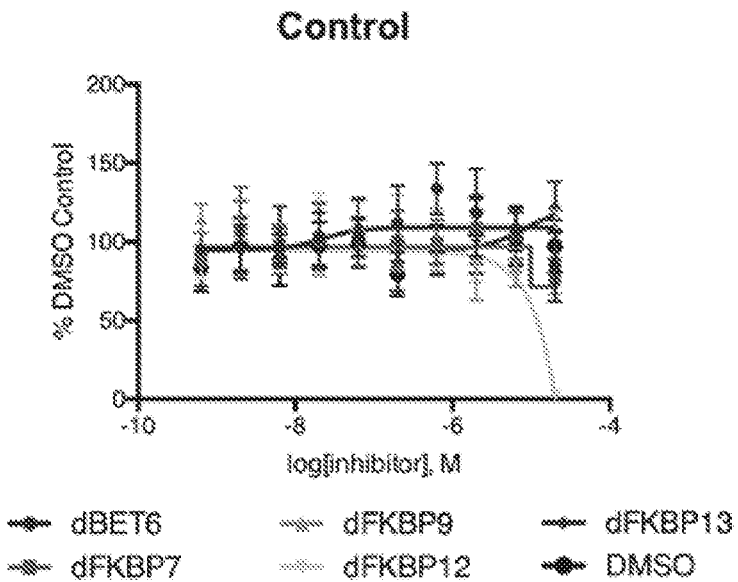 Control
% DMSO Control
200
150
100
50
0
-10 -8 -6 -4
log[inhibitor], M
dBET6 dFKBP9 dFKBP13
dFKBP7 dFKBP12 DMSO